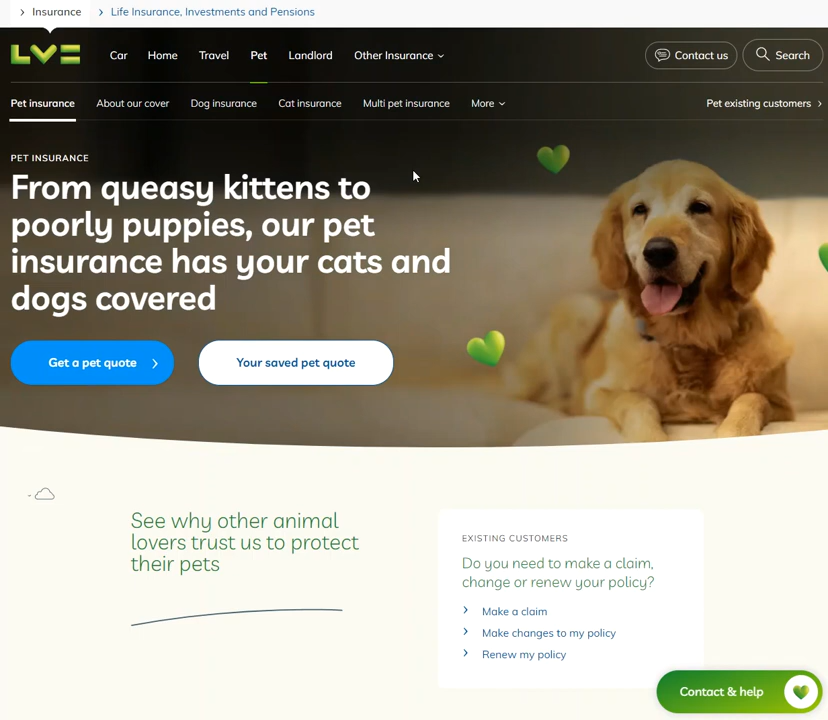 Insurance
Life Insurance, Investments and Pensions
LV=
Car
Home
Travel
Pet
Landlord
Other Insurance
Contact us
Search
Pet insurance
About our cover
Dog insurance
Cat insurance
Multi pet insurance
More
Pet existing customers
PET INSURANCE
From queasy kittens to
poorly puppies, our pet
insurance has your cats and
dogs covered
Get a pet quote
Your saved pet quote
See why other animal
lovers trust us to protect
their pets
EXISTING CUSTOMERS
Do you need to make a claim,
change or renew your policy?
Make a claim
Make changes to my policy
Renew my policy
Contact & help